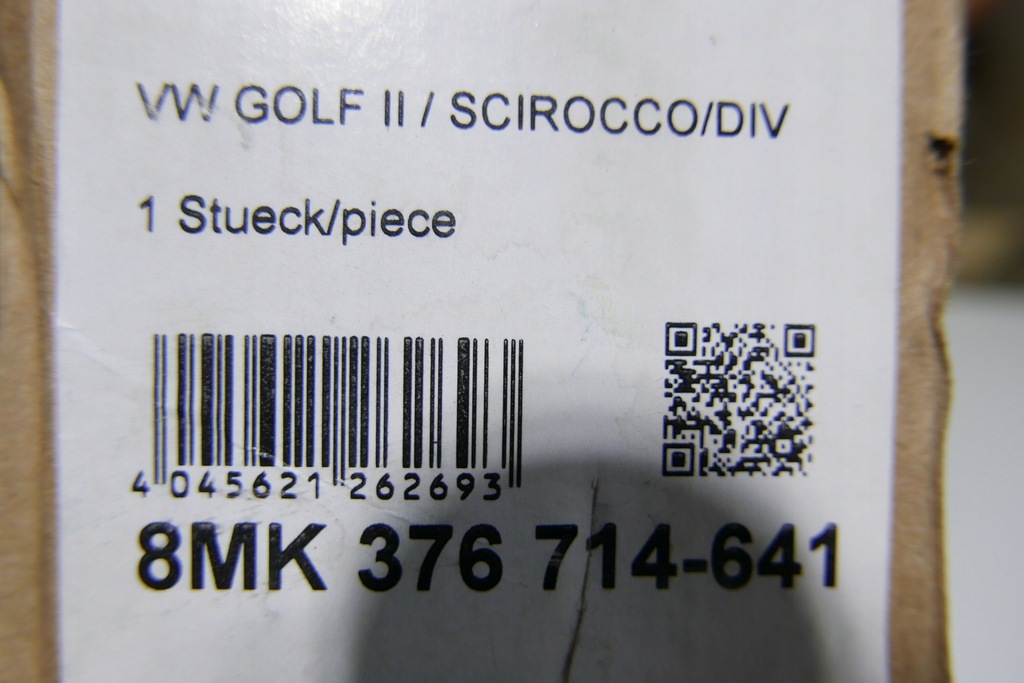 VW GOLF II / SCIROCCO/DIV
1 Stueck/piece
4 045621 262693
8MK 376 714-641